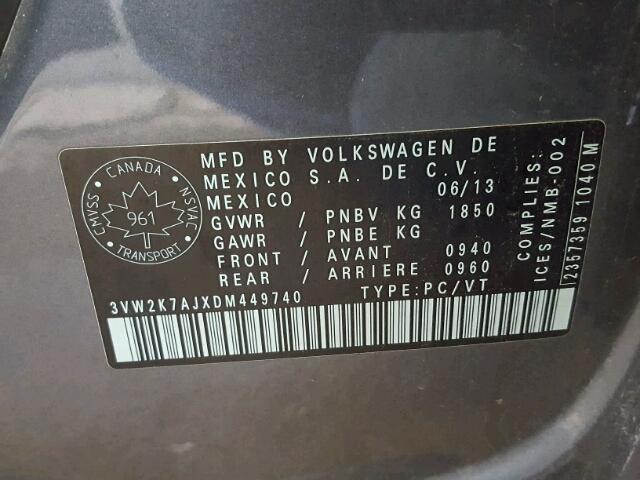 CANADA
CMVSS
NSVAC
961
TRANSPORT
MFD BY VOLKSWAGEN DE
MEXICO S.A. DE C.V.
MEXICO 06/13
GVWR / PNBV KG 1850
GAWR / PNBE KG
FRONT / AVANT 0940
REAR / ARRIERE 0960
3VW2K7AJXDM449740 TYPE:PC/VT
COMPLIES:
ICES/NMB-002
2357359 1040 M